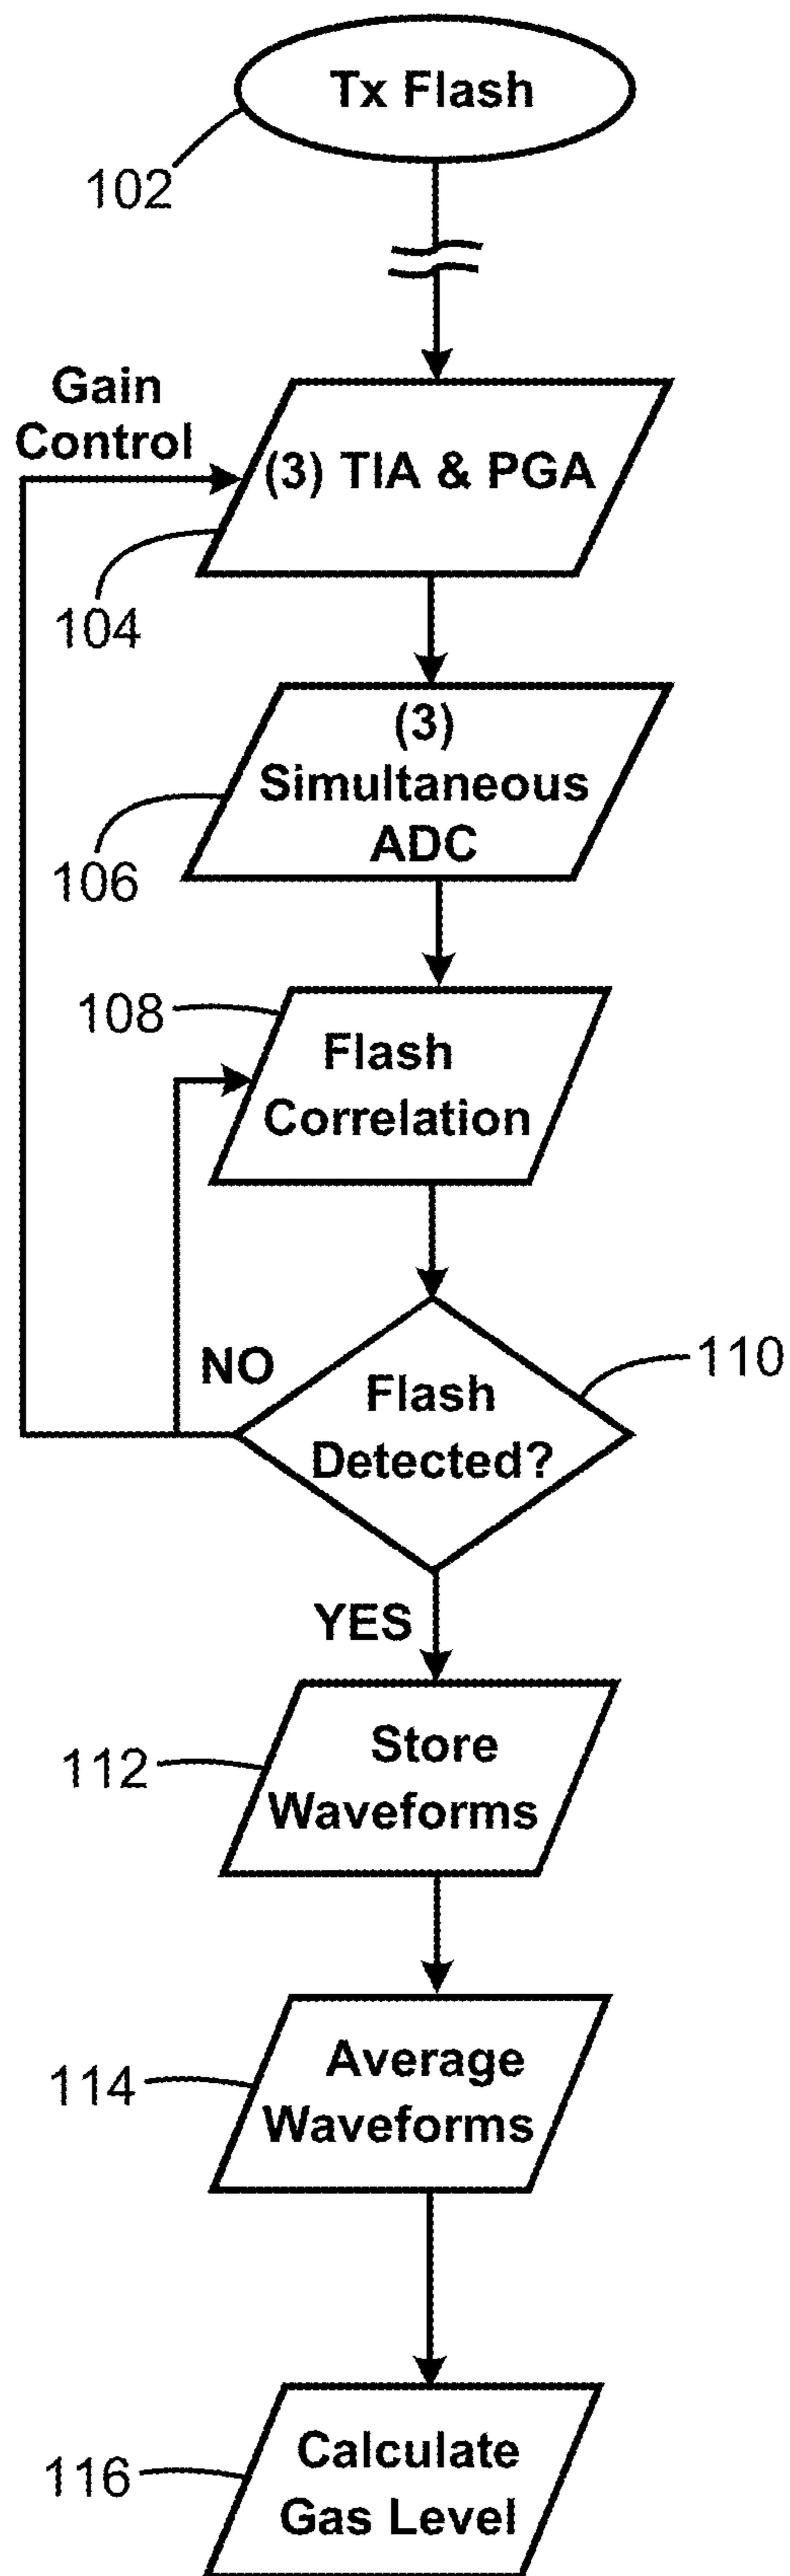 Tx Flash
102
Gain
Control
(3) TIA & PGA
104
(3)
Simultaneous
ADC
106
108
Flash
Correlation
NO
110
Flash
Detected?
YES
112
Store
Waveforms
114
Average
Waveforms
116
Calculate
Gas Level